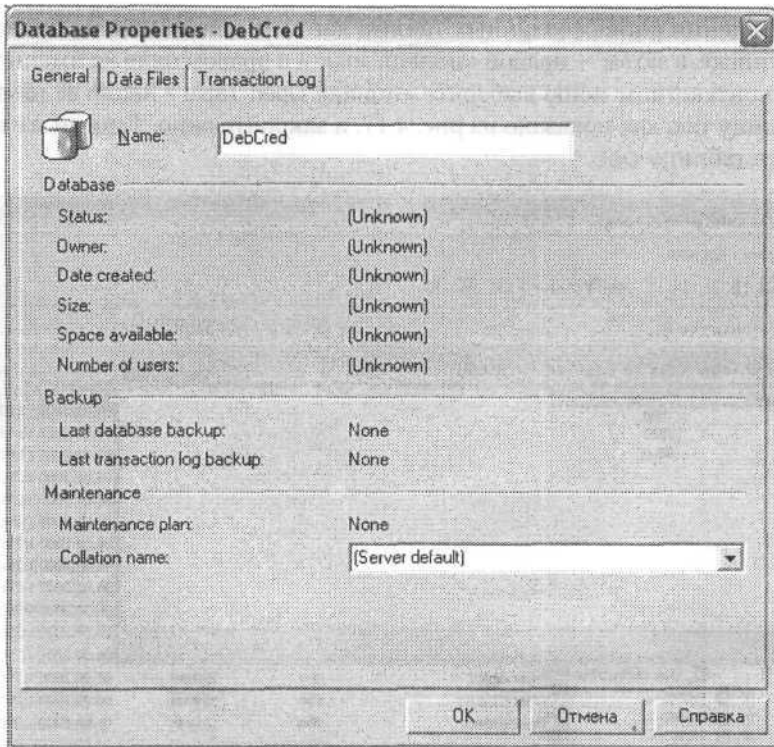 Database Properties - DebCred
General Data Files Transaction Log
Name: DebCred
Database
Status: (Unknown)
Owner: (Unknown)
Date created: (Unknown)
Size: (Unknown)
Space available: (Unknown)
Number of users: (Unknown)
Backup
Last database backup: None
Last transaction log backup: None
Maintenance
Maintenance plan: None
Collation name: (Server default)
OK Отмена Справка